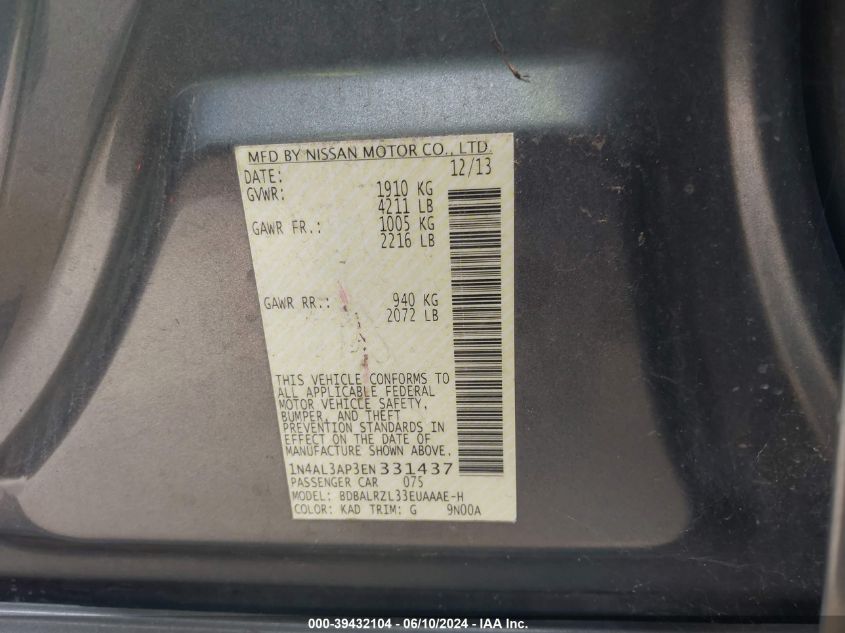 MFD BY NISSAN MOTOR CO., LTD.
DATE: 12/13
GVWR: 1910 KG
4211 LB
GAWR FR.: 1005 KG
2216 LB
GAWR RR.: 940 KG
2072 LB
THIS VEHICLE CONFORMS TO
ALL APPLICABLE FEDERAL
MOTOR VEHICLE SAFETY,
BUMPER, AND THEFT
PREVENTION STANDARDS IN
EFFECT ON THE DATE OF
MANUFACTURE SHOWN ABOVE.
1N4AL3AP3EN331437
PASSENGER CAR 075
MODEL: BDBALRZL33EUAAAE-H
COLOR: KAD TRIM: G 9N00A
000-39432104 - 06/10/2024 - IAA Inc.